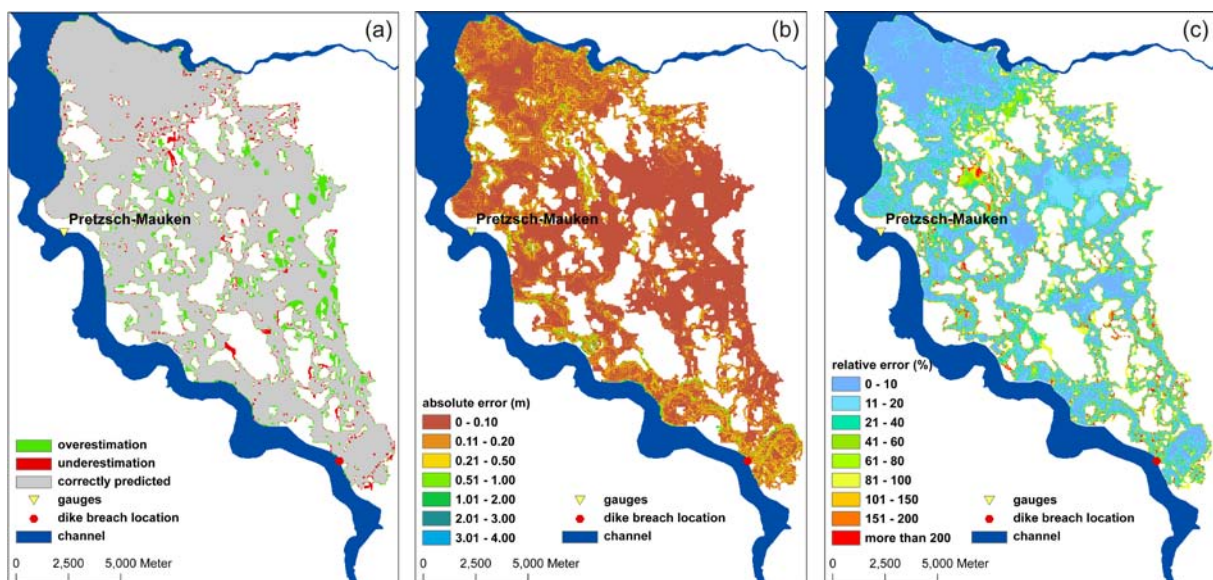 (a)
Pretzsch-Mauken
overestimation
underestimation
correctly predicted
gauges
dike breach location
channel
0 2,500 5,000 Meter
(b)
Pretzsch-Mauken
absolute error (m)
0 - 0.10
0.11 - 0.20
0.21 - 0.50
0.51 - 1.00
1.01 - 2.00
2.01 - 3.00
3.01 - 4.00
gauges
dike breach location
channel
0 2,500 5,000 Meter
(c)
Pretzsch-Mauken
relative error (%)
0 - 10
11 - 20
21 - 40
41 - 60
61 - 80
81 - 100
101 - 150
151 - 200
more than 200
gauges
dike breach location
channel
0 2,500 5,000 Meter